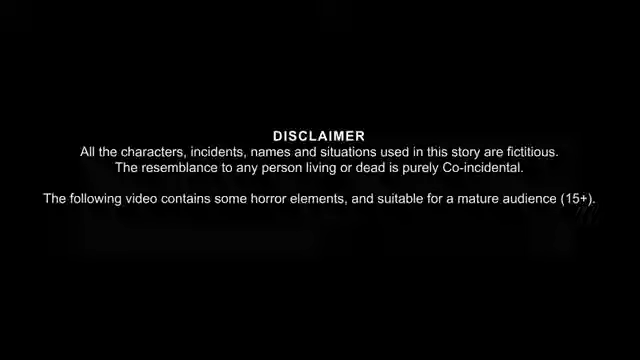 DISCLAIMER
All the characters, incidents, names and situations used in this story are fictitious.
The resemblance to any person living or dead is purely Co-incidental.
The following video contains some horror elements, and suitable for a mature audience (15+).